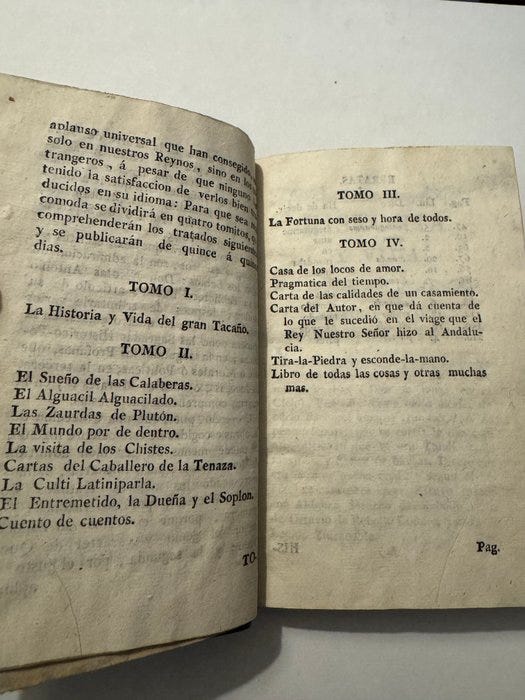 aplauso universal que han conseguido,
solo en nuestros Reynos, sino en los
trangeros, á pesar de que ninguno
tenido la satisfaccion de verlos bien
ducidos en su idioma: Para que sea
comoda se dividirá en quatro tomitos,
comprehenderán los tratados siguien
y se publicarán de quince á quin
dias.
TOMO I.
La Historia y Vida del gran Tacaño.
TOMO II.
El Sueño de las Calaberas.
El Alguacil Alguacilado.
Las Zaurdas de Plutón.
El Mundo por de dentro.
La visita de los Chistes.
Cartas del Caballero de la Tenaza.
La Culti Latiniparla.
El Entremetido, la Dueña y el Soplon.
Cuento de cuentos.
TO-
TOMO III.
La Fortuna con seso y hora de todos.
TOMO IV.
Casa de los locos de amor.
Pragmatica del tiempo.
Carta de las calidades de un casamiento.
Carta del Autor, en que dá cuenta de
lo que le sucedió en el viage que el
Rey Nuestro Señor hizo al Andalu-
cia.
Tira-la-Piedra y esconde-la-mano.
Libro de todas las cosas y otras muchas
mas.
Pag.